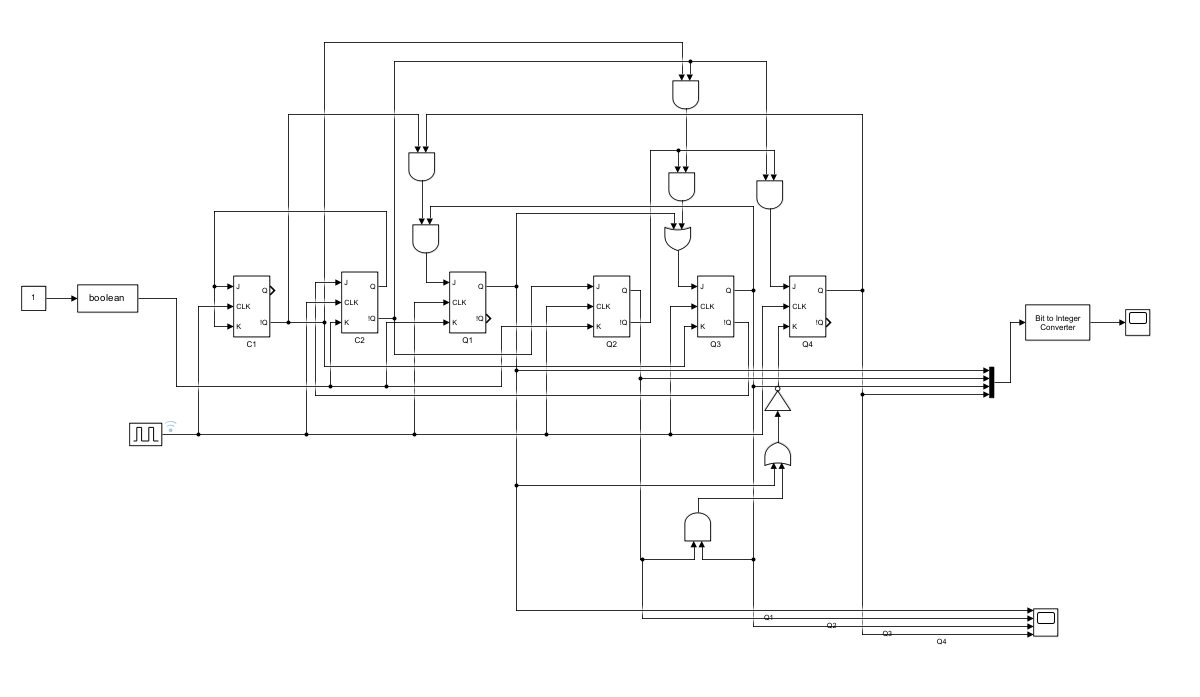 1
boolean
J
CLK
K
Q
!Q
C1
J
CLK
K
Q
!Q
C2
J
CLK
K
Q
!Q
Q1
J
CLK
K
Q
!Q
Q2
J
CLK
K
Q
!Q
Q3
J
CLK
K
Q
!Q
Q4
Bit to Integer
Converter
Q1
Q2
Q3
Q4